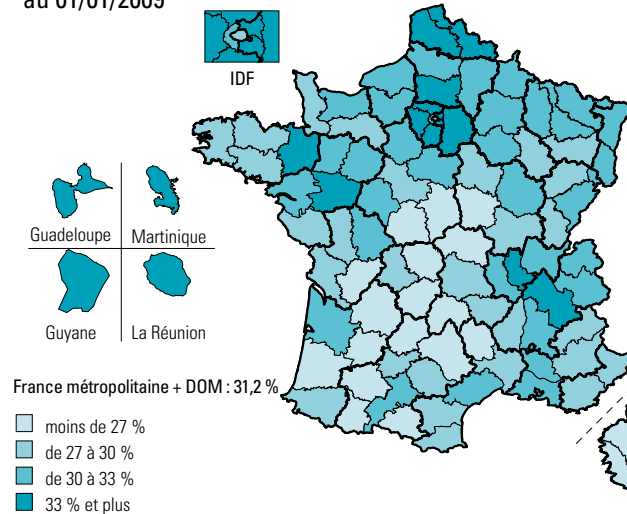 au 01/01/2009
IDF
Guadeloupe
Martinique
Guyane
La Réunion
France métropolitaine + DOM : 31,2 %
moins de 27 %
de 27 à 30 %
de 30 à 33 %
33 % et plus